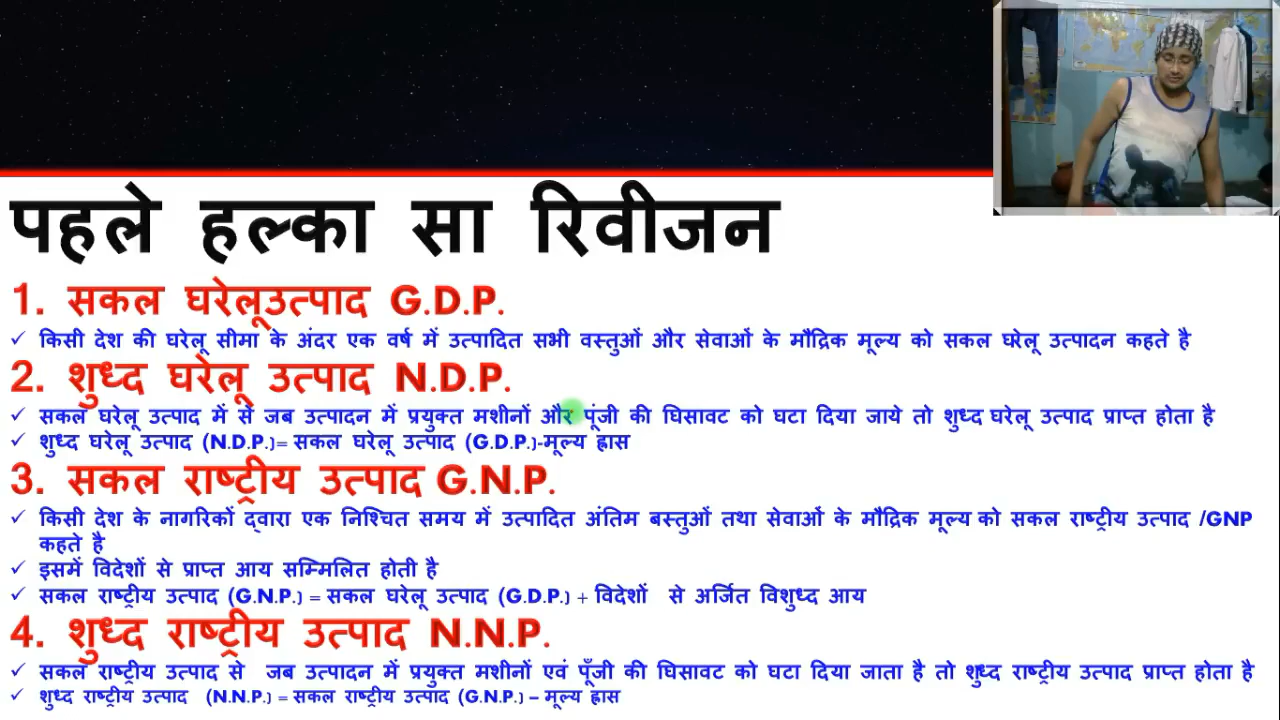 पहले हल्का सा रिवीजन
1. सकल घरेलूउत्पाद G.D.P.
✓ किसी देश की घरेलू सीमा के अंदर एक वर्ष में उत्पादित सभी वस्तुओं और सेवाओं के मौद्रिक मूल्य को सकल घरेलू उत्पादन कहते है
2. शुध्द घरेलू उत्पाद N.D.P.
✓ सकल घरेलू उत्पाद में से जब उत्पादन में प्रयुक्त मशीनों और पूंजी की घिसावट को घटा दिया जाये तो शुध्द घरेलू उत्पाद प्राप्त होता है
✓ शुध्द घरेलू उत्पाद (N.D.P.)= सकल घरेलू उत्पाद (G.D.P.)-मूल्य ह्रास
3. सकल राष्ट्रीय उत्पाद G.N.P.
✓ किसी देश के नागरिकों द्वारा एक निश्चित समय में उत्पादित अंतिम बस्तुओं तथा सेवाओं के मौद्रिक मूल्य को सकल राष्ट्रीय उत्पाद /GNP
कहते है
✓ इसमें विदेशों से प्राप्त आय सम्मिलित होती है
✓ सकल राष्ट्रीय उत्पाद (G.N.P.) = सकल घरेलू उत्पाद (G.D.P.) + विदेशों से अर्जित विशुध्द आय
4. शुध्द राष्ट्रीय उत्पाद N.N.P.
✓ सकल राष्ट्रीय उत्पाद से जब उत्पादन में प्रयुक्त मशीनों एवं पूँजी की घिसावट को घटा दिया जाता है तो शुध्द राष्ट्रीय उत्पाद प्राप्त होता है
✓ शुध्द राष्ट्रीय उत्पाद (N.N.P.) = सकल राष्ट्रीय उत्पाद (G.N.P.) – मूल्य ह्रास